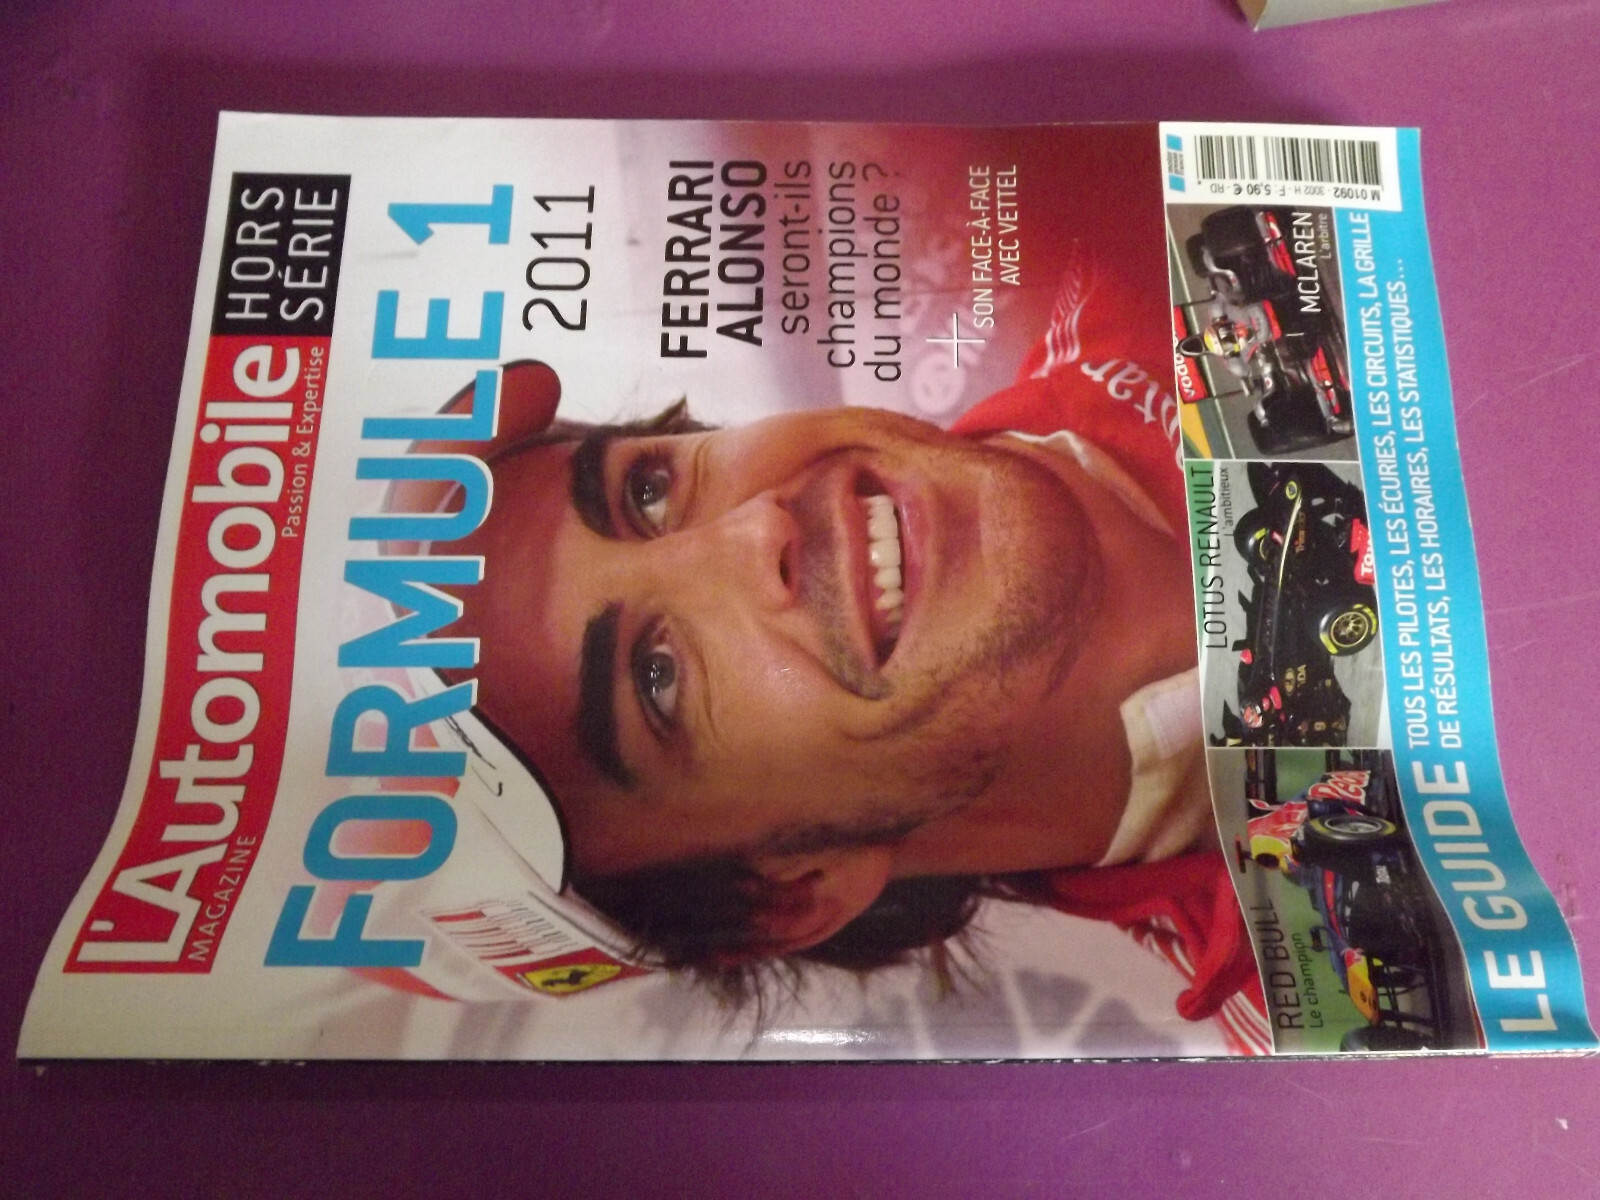 L'Automobile
MAGAZINE
Passion & Expertise
HORS
SÉRIE
FORMULE 1
2011
FERRARI
ALONSO
seront-ils
champions
du monde ?
+
SON FACE-À-FACE
AVEC VETTEL
RED BULL
Le champion
LOTUS RENAULT
L'ambitieux
MCLAREN
L'arbitre
M 01092 - 3002 H - F: 5,90 € - RD
LE GUIDE
TOUS LES PILOTES, LES ÉCURIES, LES CIRCUITS, LA GRILLE
DE RÉSULTATS, LES HORAIRES, LES STATISTIQUES...